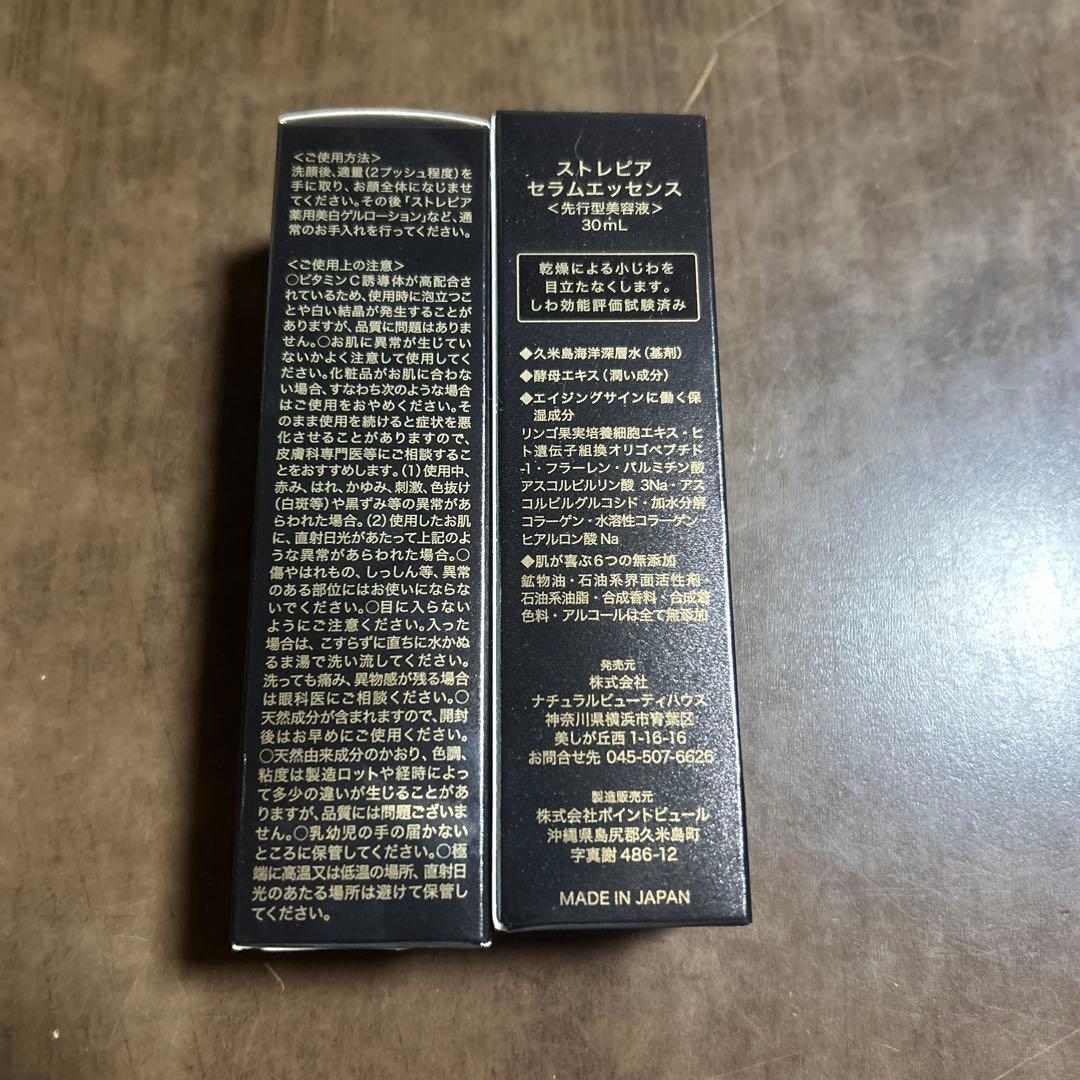 ＜ご使用方法＞
洗顔後、適量（2プッシュ程度）を
手に取り、お顔全体になじませ
てください。その後「ストレピア
薬用美白ゲルローション」など、通
常のお手入れを行ってください。
＜ご使用上の注意＞
○ビタミンC誘導体が高配合さ
れているため、使用時に泡立つこ
とや白い結晶が発生することが
ありますが、品質に問題はありま
せん。○お肌に異常が生じてい
ないかよく注意して使用してく
ださい。化粧品がお肌に合わな
い場合、すなわち次のような場合
はご使用をおやめください。そ
のまま使用を続けると症状を悪
化させることがありますので、
皮膚科専門医等にご相談するこ
とをおすすめします。（1）使用中、
赤み、はれ、かゆみ、刺激、色抜け
（白斑等）や黒ずみ等の異常があ
らわれた場合。（2）使用したお肌
に、直射日光があたって上記のよ
うな異常があらわれた場合。○
傷やはれもの、しっしん等、異常
のある部位にはお使いにならな
いでください。○目に入らない
ようにご注意ください。入った
場合は、こすらずに直ちに水かぬ
るま湯で洗い流してください。
洗っても痛み、異物感が残る場合
は眼科医にご相談ください。○
天然成分が含まれますので、開封
後はお早めにご使用ください。
○天然由来成分のかおり、色調、
粘度は製造ロットや経時によっ
て多少の違いが生じることがあ
りますが、品質には問題ございま
せん。○乳幼児の手の届かない
ところに保管してください。○極
端に高温又は低温の場所、直射日
光のあたる場所は避けて保管し
てください。
ストレピア
セラムエッセンス
＜先行型美容液＞
30mL
乾燥による小じわを
目立たなくします。
しわ効能評価試験済み
◆久米島海洋深層水（基剤）
◆酵母エキス（潤い成分）
◆エイジングサインに働く保
湿成分
リンゴ果実培養細胞エキス・ヒ
ト遺伝子組換オリゴペプチド
-1・フラーレン・パルミチン酸
アスコルビルリン酸 3Na・アス
コルビルグルコシド・加水分解
コラーゲン・水溶性コラーゲン・
ヒアルロン酸 Na
◆肌が喜ぶ6つの無添加
鉱物油・石油系界面活性剤・
石油系油脂・合成香料・合成着
色料・アルコールは全て無添加
発売元
株式会社
ナチュラルビューティハウス
神奈川県横浜市青葉区
美しが丘西 1-16-16
お問合せ先 045-507-6626
製造販売元
株式会社ポイントピュール
沖縄県島尻郡久米島町
字真謝 486-12
MADE IN JAPAN